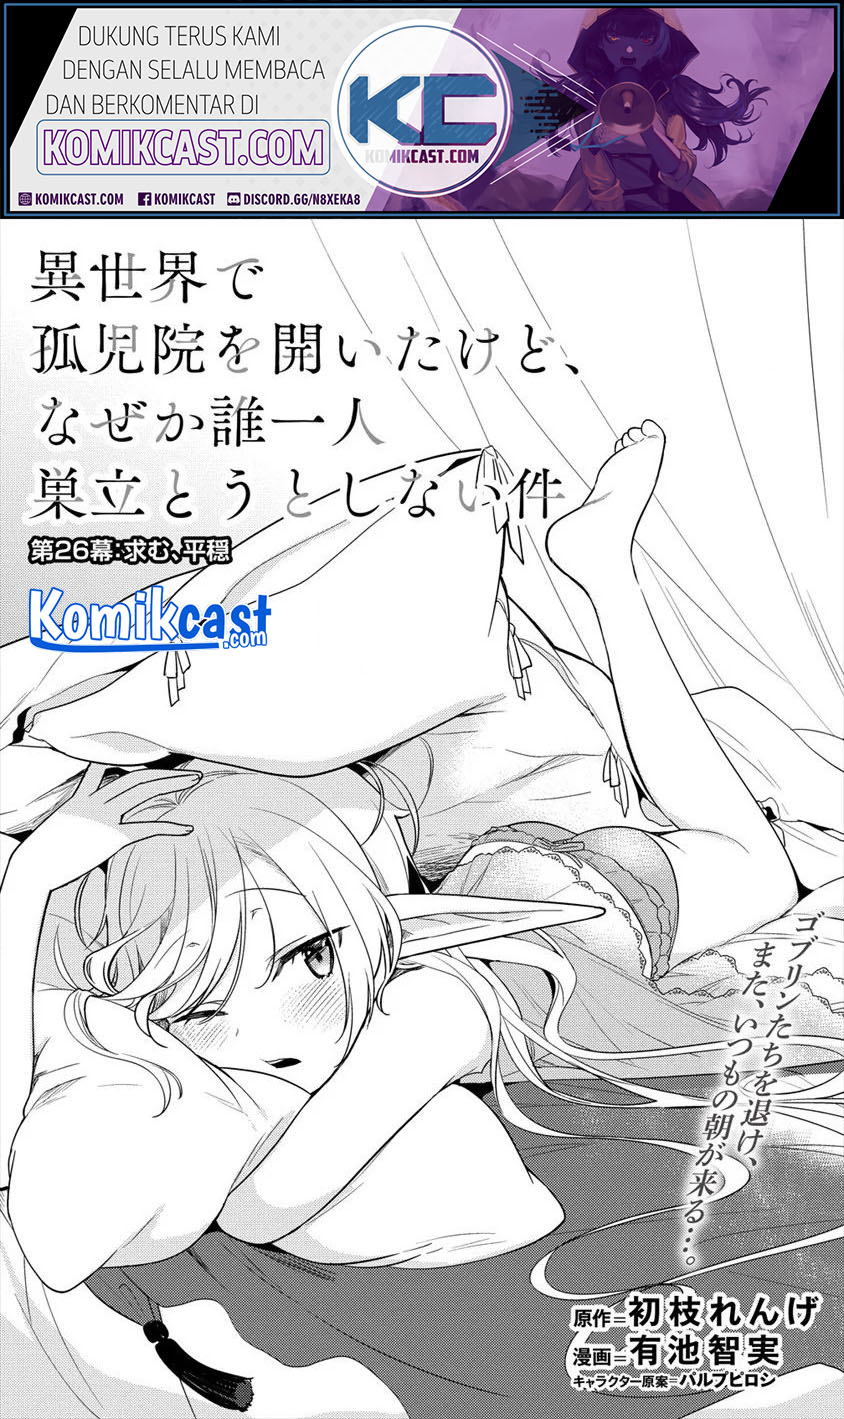 DUKUNG TERUS KAMI
DENGAN SELALU MEMBACA
DAN BERKOMENTAR DI
KOMIKCAST.COM
KC
KOMIKCAST.COM
KOMIKCAST.COM KOMIKCAST DISCORD.GG/N8XEKA8
異世界で
孤児院を開いたけど、
なぜか誰一人
巣立とうとしない件
第26幕：求む、平穏
Komikcast
.com
ゴブリンたちを退け、
また、いつもの朝が来る…。
原作=初枝れんげ
漫画=有池智実
キャラクター原案=パルプピロシ